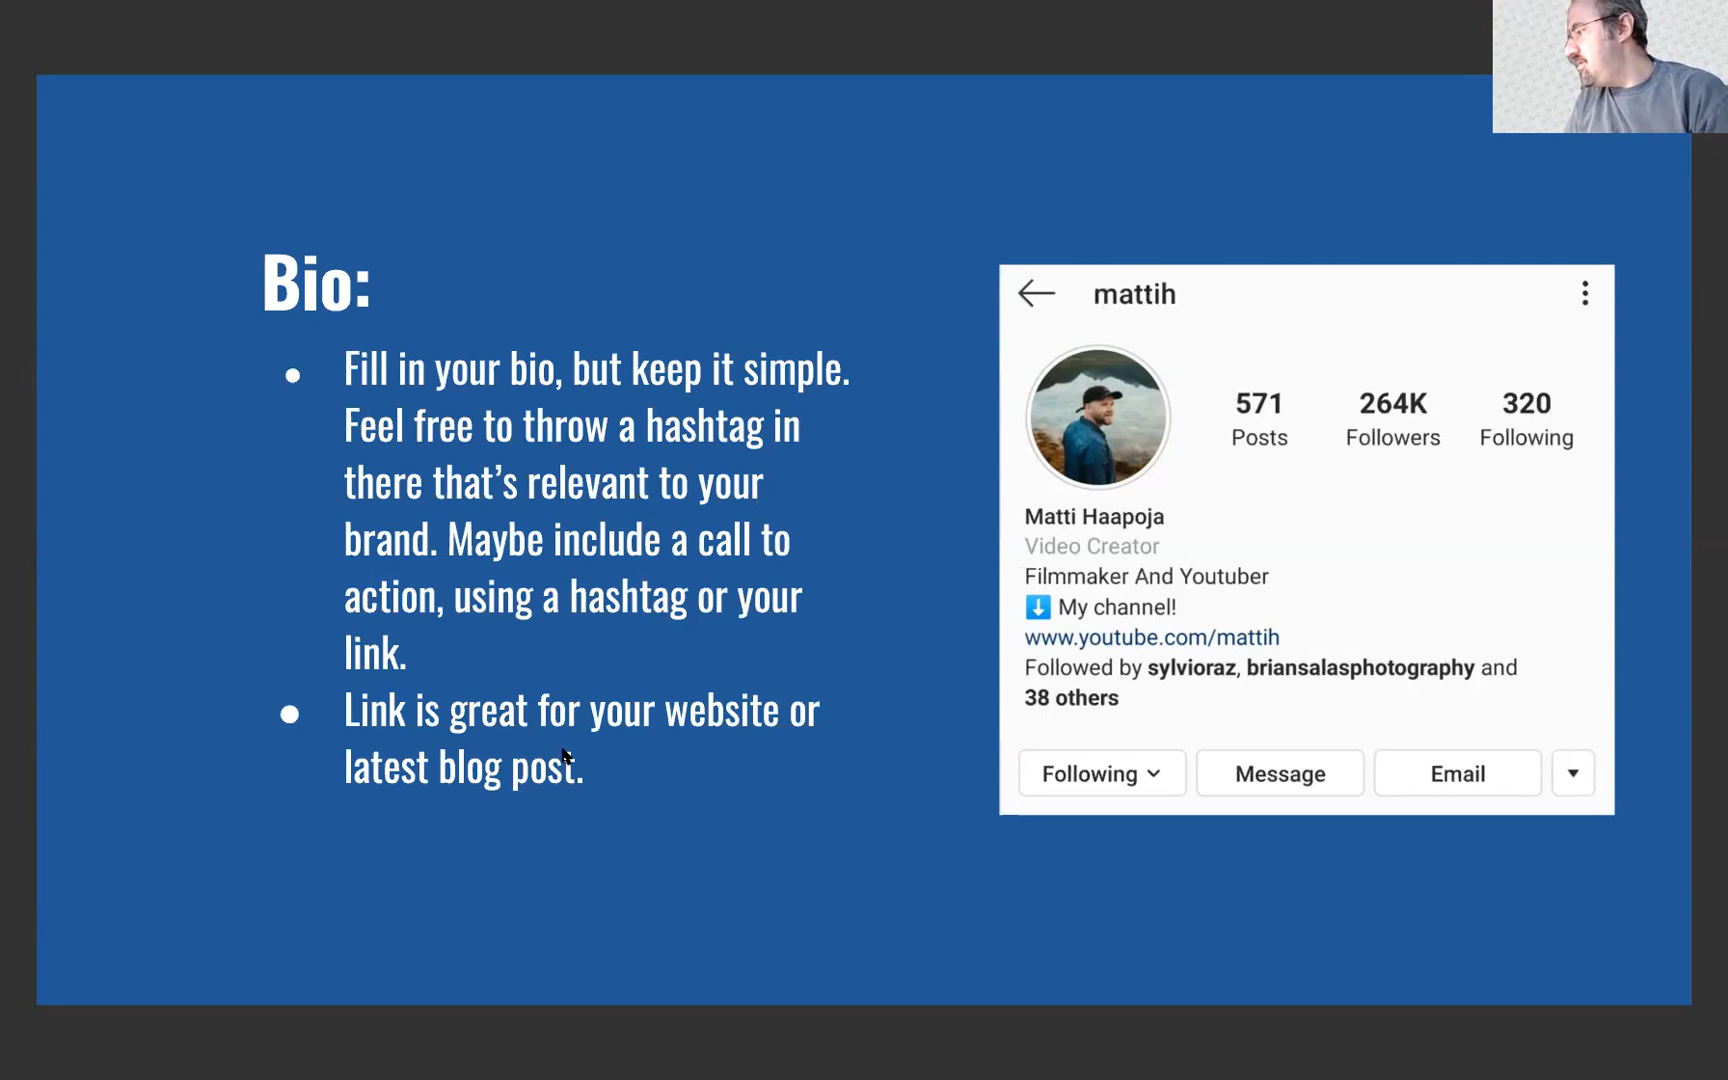 Bio:
● Fill in your bio, but keep it simple.
Feel free to throw a hashtag in
there that’s relevant to your
brand. Maybe include a call to
action, using a hashtag or your
link.
● Link is great for your website or
latest blog post.
mattih
571 264K 320
Posts Followers Following
Matti Haapoja
Video Creator
Filmmaker And Youtuber
⬇️ My channel!
www.youtube.com/mattih
Followed by sylvioraz, briansalasphotography and
38 others
Following Message Email